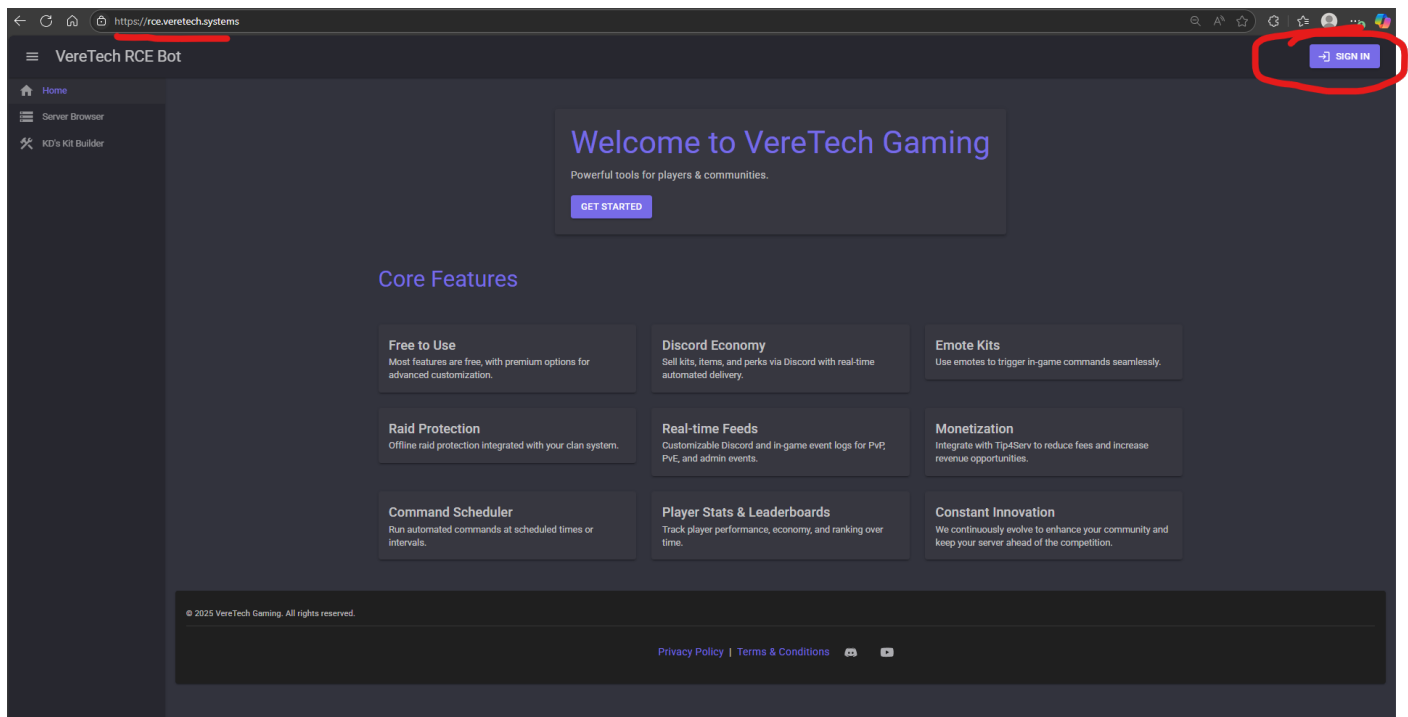 https://rce.veretech.systems
VereTech RCE Bot
SIGN IN
Home
Server Browser
KD's Kit Builder
Welcome to VereTech Gaming
Powerful tools for players & communities.
GET STARTED
Core Features
Free to Use
Most features are free, with premium options for
advanced customization.
Discord Economy
Sell kits, items, and perks via Discord with real-time
automated delivery.
Emote Kits
Use emotes to trigger in-game commands seamlessly.
Raid Protection
Offline raid protection integrated with your clan system.
Real-time Feeds
Customizable Discord and in-game event logs for PvP,
PvE, and admin events.
Monetization
Integrate with Tip4Serv to reduce fees and increase
revenue opportunities.
Command Scheduler
Run automated commands at scheduled times or
intervals.
Player Stats & Leaderboards
Track player performance, economy, and ranking over
time.
Constant Innovation
We continuously evolve to enhance your community and
keep your server ahead of the competition.
© 2025 VereTech Gaming. All rights reserved.
Privacy Policy | Terms & Conditions